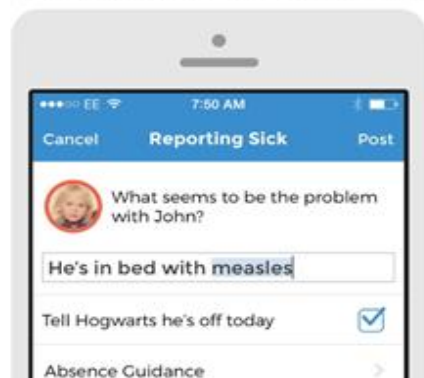 EE 7:50 AM
Cancel Reporting Sick Post
What seems to be the problem
with John?
He's in bed with measles
Tell Hogwarts he's off today
Absence Guidance